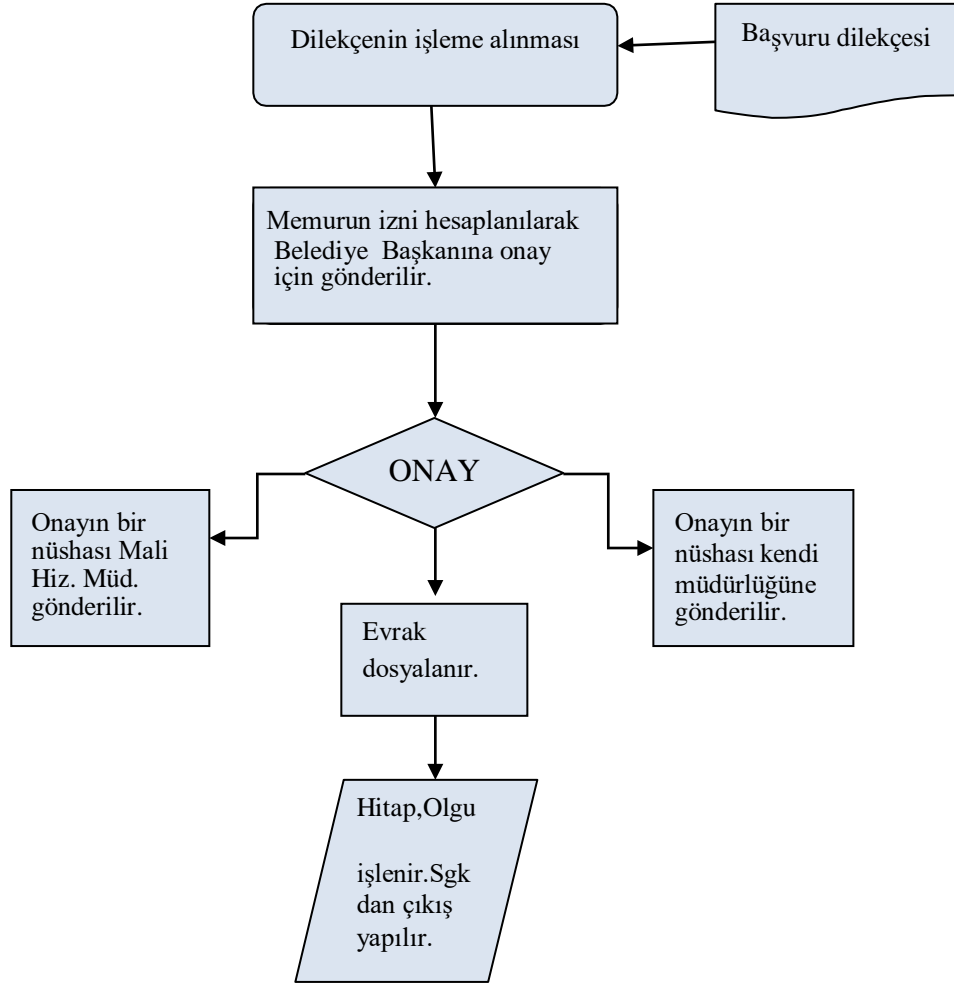 Dilekçenin işleme alınması
Başvuru dilekçesi
Memurun izni hesaplanılarak
Belediye Başkanına onay
için gönderilir.
ONAY
Onayın bir
nüshası Mali
Hiz. Müd.
gönderilir.
Onayın bir
nüshası kendi
müdürlüğüne
gönderilir.
Evrak
dosyalanır.
Hitap,Olgu
işlenir.Sgk
dan çıkış
yapılır.